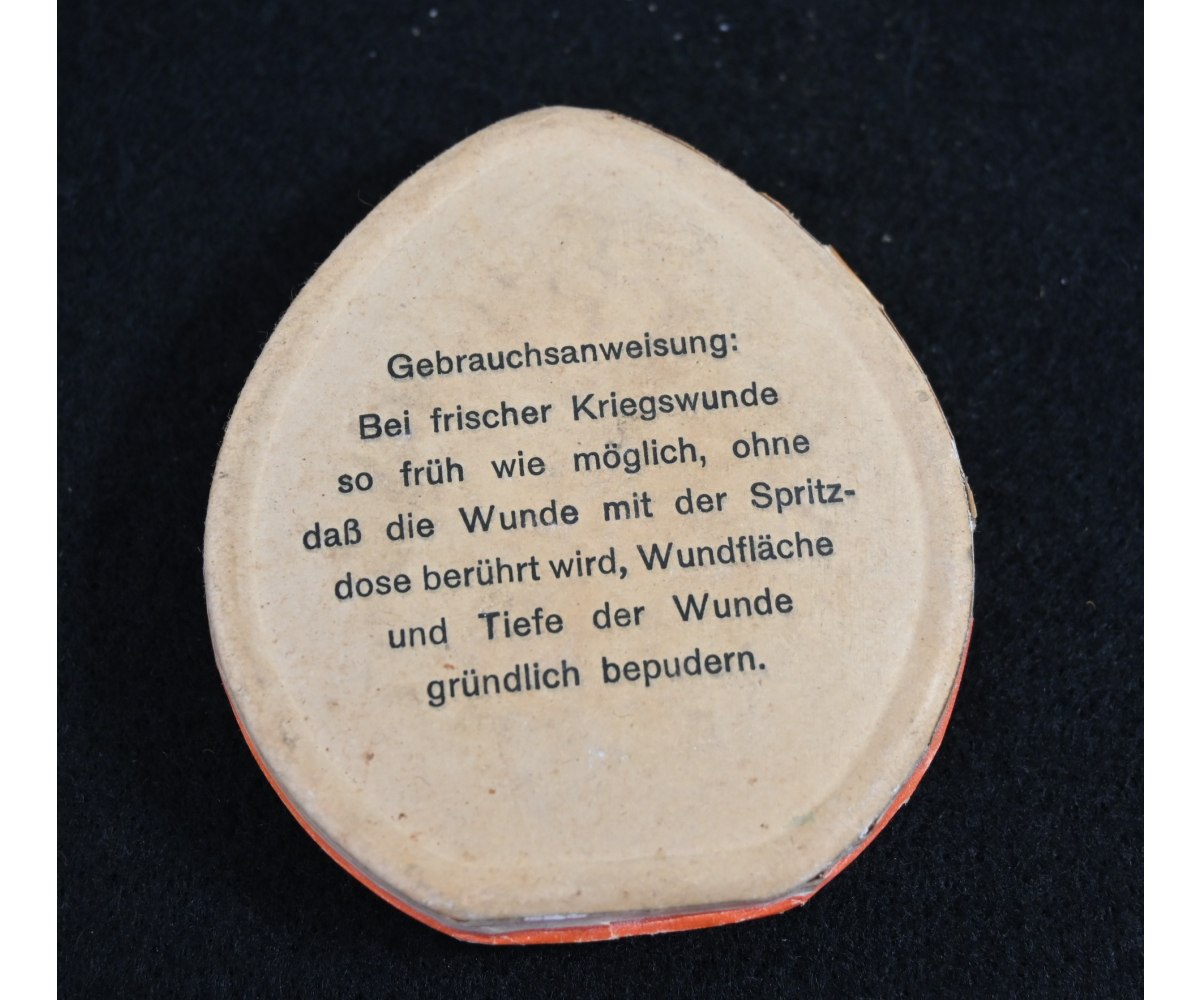 Gebrauchsanweisung:
Bei frischer Kriegswunde
so früh wie möglich, ohne
daß die Wunde mit der Spritz-
dose berührt wird, Wundfläche
und Tiefe der Wunde
gründlich bepudern.